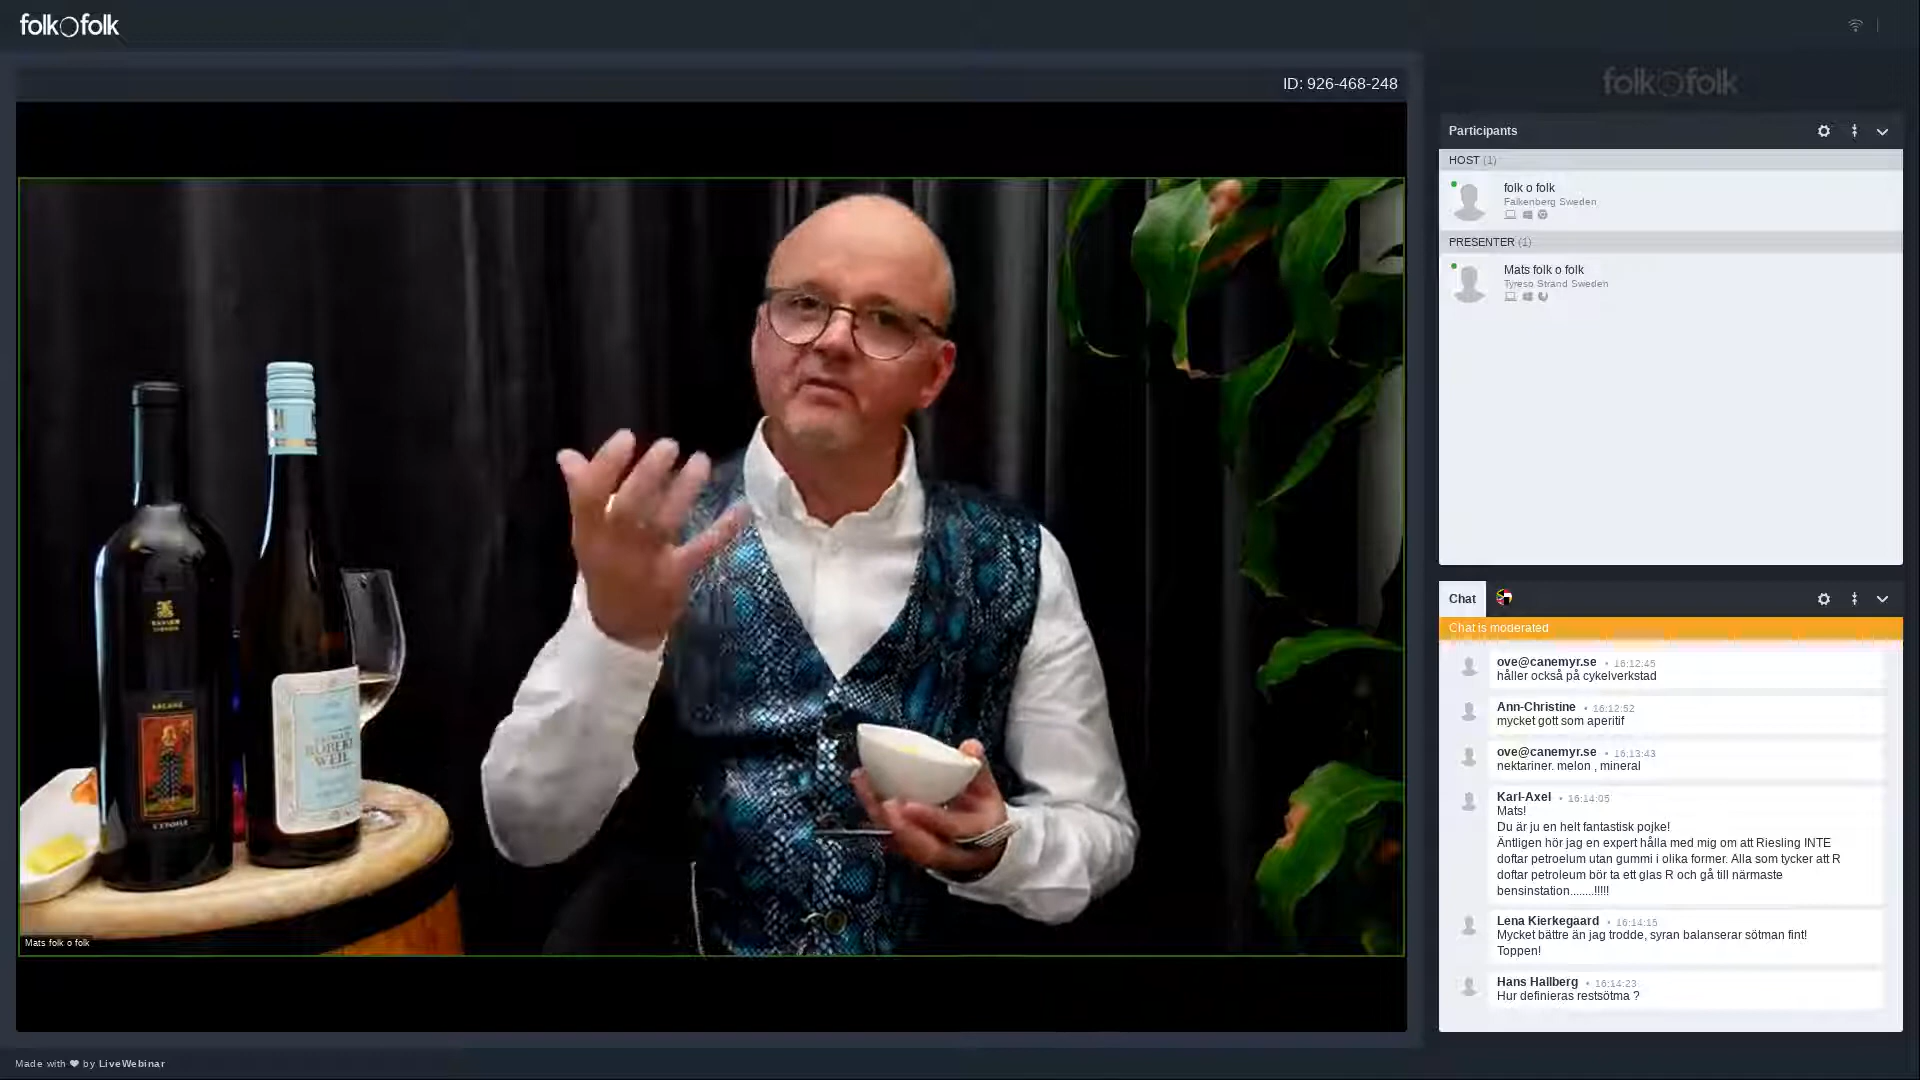 folk folk
ID: 926-468-248
folk folk
Participants
HOST (1)
folk o folk
Falkenberg Sweden
PRESENTER (1)
Mats folk o folk
Tyreso Strand Sweden
Chat
Chat is moderated
ove@canemyr.se • 16:12:45
håller också på cykelverkstad
Ann-Christine • 16:12:52
mycket gott som aperitif
ove@canemyr.se • 16:13:43
nektariner. melon , mineral
Karl-Axel • 16:14:05
Mats!
Du är ju en helt fantastisk pojke!
Äntligen hör jag en expert hålla med mig om att Riesling INTE
doftar petroelum utan gummi i olika former. Alla som tycker att R
doftar petroleum bör ta ett glas R och gå till närmaste
bensinstation........!!!!!
Lena Kierkegaard • 16:14:15
Mycket bättre än jag trodde, syran balanserar sötman fint!
Toppen!
Hans Hallberg • 16:14:23
Hur definieras restsötma ?
ARCANE
ROBERT
WEIL
Mats folk o folk
Made with by LiveWebinar